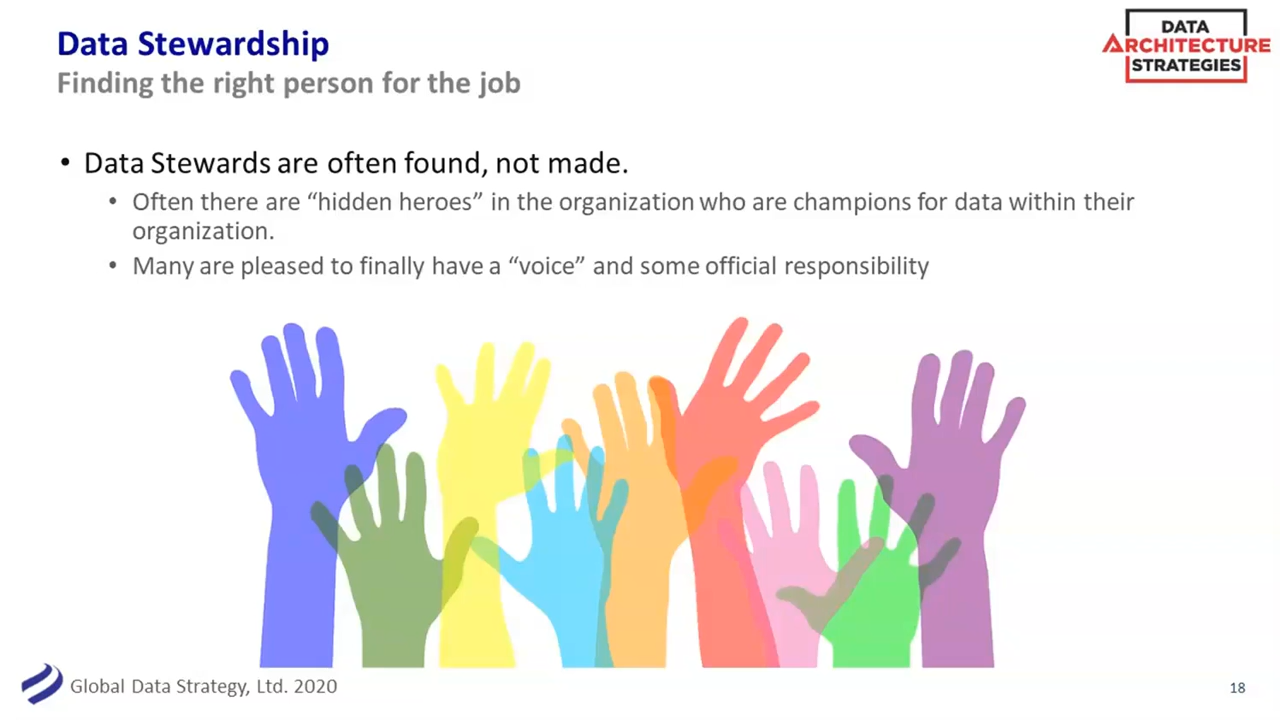 Data Stewardship
Finding the right person for the job
DATA
ARCHITECTURE
STRATEGIES
• Data Stewards are often found, not made.
• Often there are “hidden heroes” in the organization who are champions for data within their
organization.
• Many are pleased to finally have a “voice” and some official responsibility
Global Data Strategy, Ltd. 2020
18